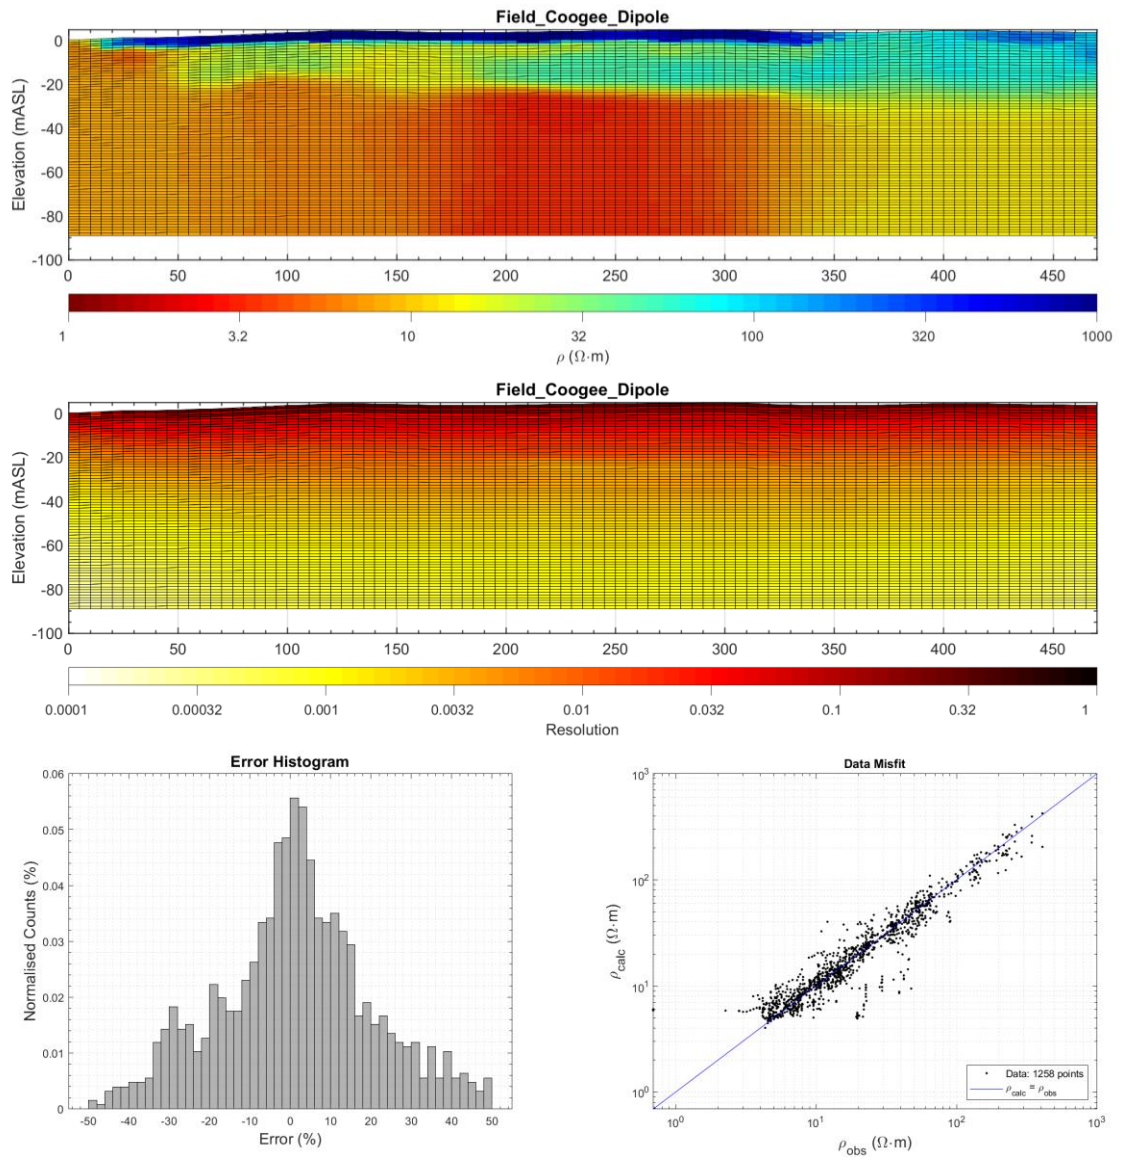 Field_Coogee_Dipole
Elevation (mASL)
0
-20
-40
-60
-80
-100
0 50 100 150 200 250 300 350 400 450
1 3.2 10 32 100 320 1000
ρ (Ω·m)
Field_Coogee_Dipole
Elevation (mASL)
0
-20
-40
-60
-80
-100
0 50 100 150 200 250 300 350 400 450
0.0001 0.00032 0.001 0.0032 0.01 0.032 0.1 0.32 1
Resolution
Error Histogram
Normalised Counts (%)
0.06
0.05
0.04
0.03
0.02
0.01
0
-50 -40 -30 -20 -10 0 10 20 30 40 50
Error (%)
Data Misfit
ρcalc (Ω·m)
10³
10²
10¹
10⁰
Data: 1258 points
ρcalc = ρobs
10⁰ 10¹ 10² 10³
ρobs (Ω·m)